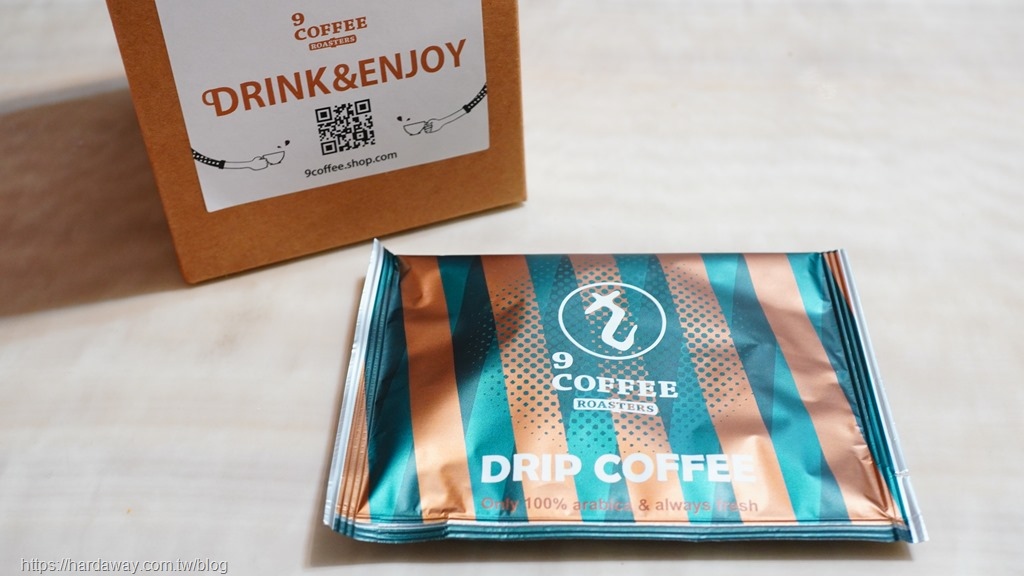 9
COFFEE
ROASTERS
DRINK&ENJOY
9coffee.shop.com
九
9
COFFEE
ROASTERS
DRIP COFFEE
Only 100% arabica & always fresh
https://hardaway.com.tw/blog